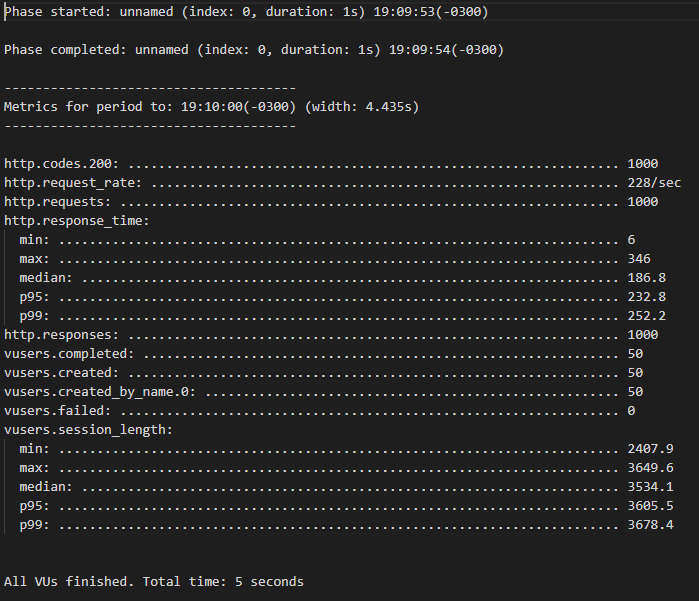 Phase started: unnamed (index: 0, duration: 1s) 19:09:53(-0300)
Phase completed: unnamed (index: 0, duration: 1s) 19:09:54(-0300)
--------------------------------------
Metrics for period to: 19:10:00(-0300) (width: 4.435s)
--------------------------------------
http.codes.200: ................................................................ 1000
http.request_rate: ............................................................. 228/sec
http.requests: ................................................................. 1000
http.response_time:
  min: ......................................................................... 6
  max: ......................................................................... 346
  median: ...................................................................... 186.8
  p95: ......................................................................... 232.8
  p99: ......................................................................... 252.2
http.responses: ................................................................ 1000
vusers.completed: .............................................................. 50
vusers.created: ................................................................ 50
vusers.created_by_name.0: ...................................................... 50
vusers.failed: ................................................................. 0
vusers.session_length:
  min: ......................................................................... 2407.9
  max: ......................................................................... 3649.6
  median: ...................................................................... 3534.1
  p95: ......................................................................... 3605.5
  p99: ......................................................................... 3678.4
All VUs finished. Total time: 5 seconds